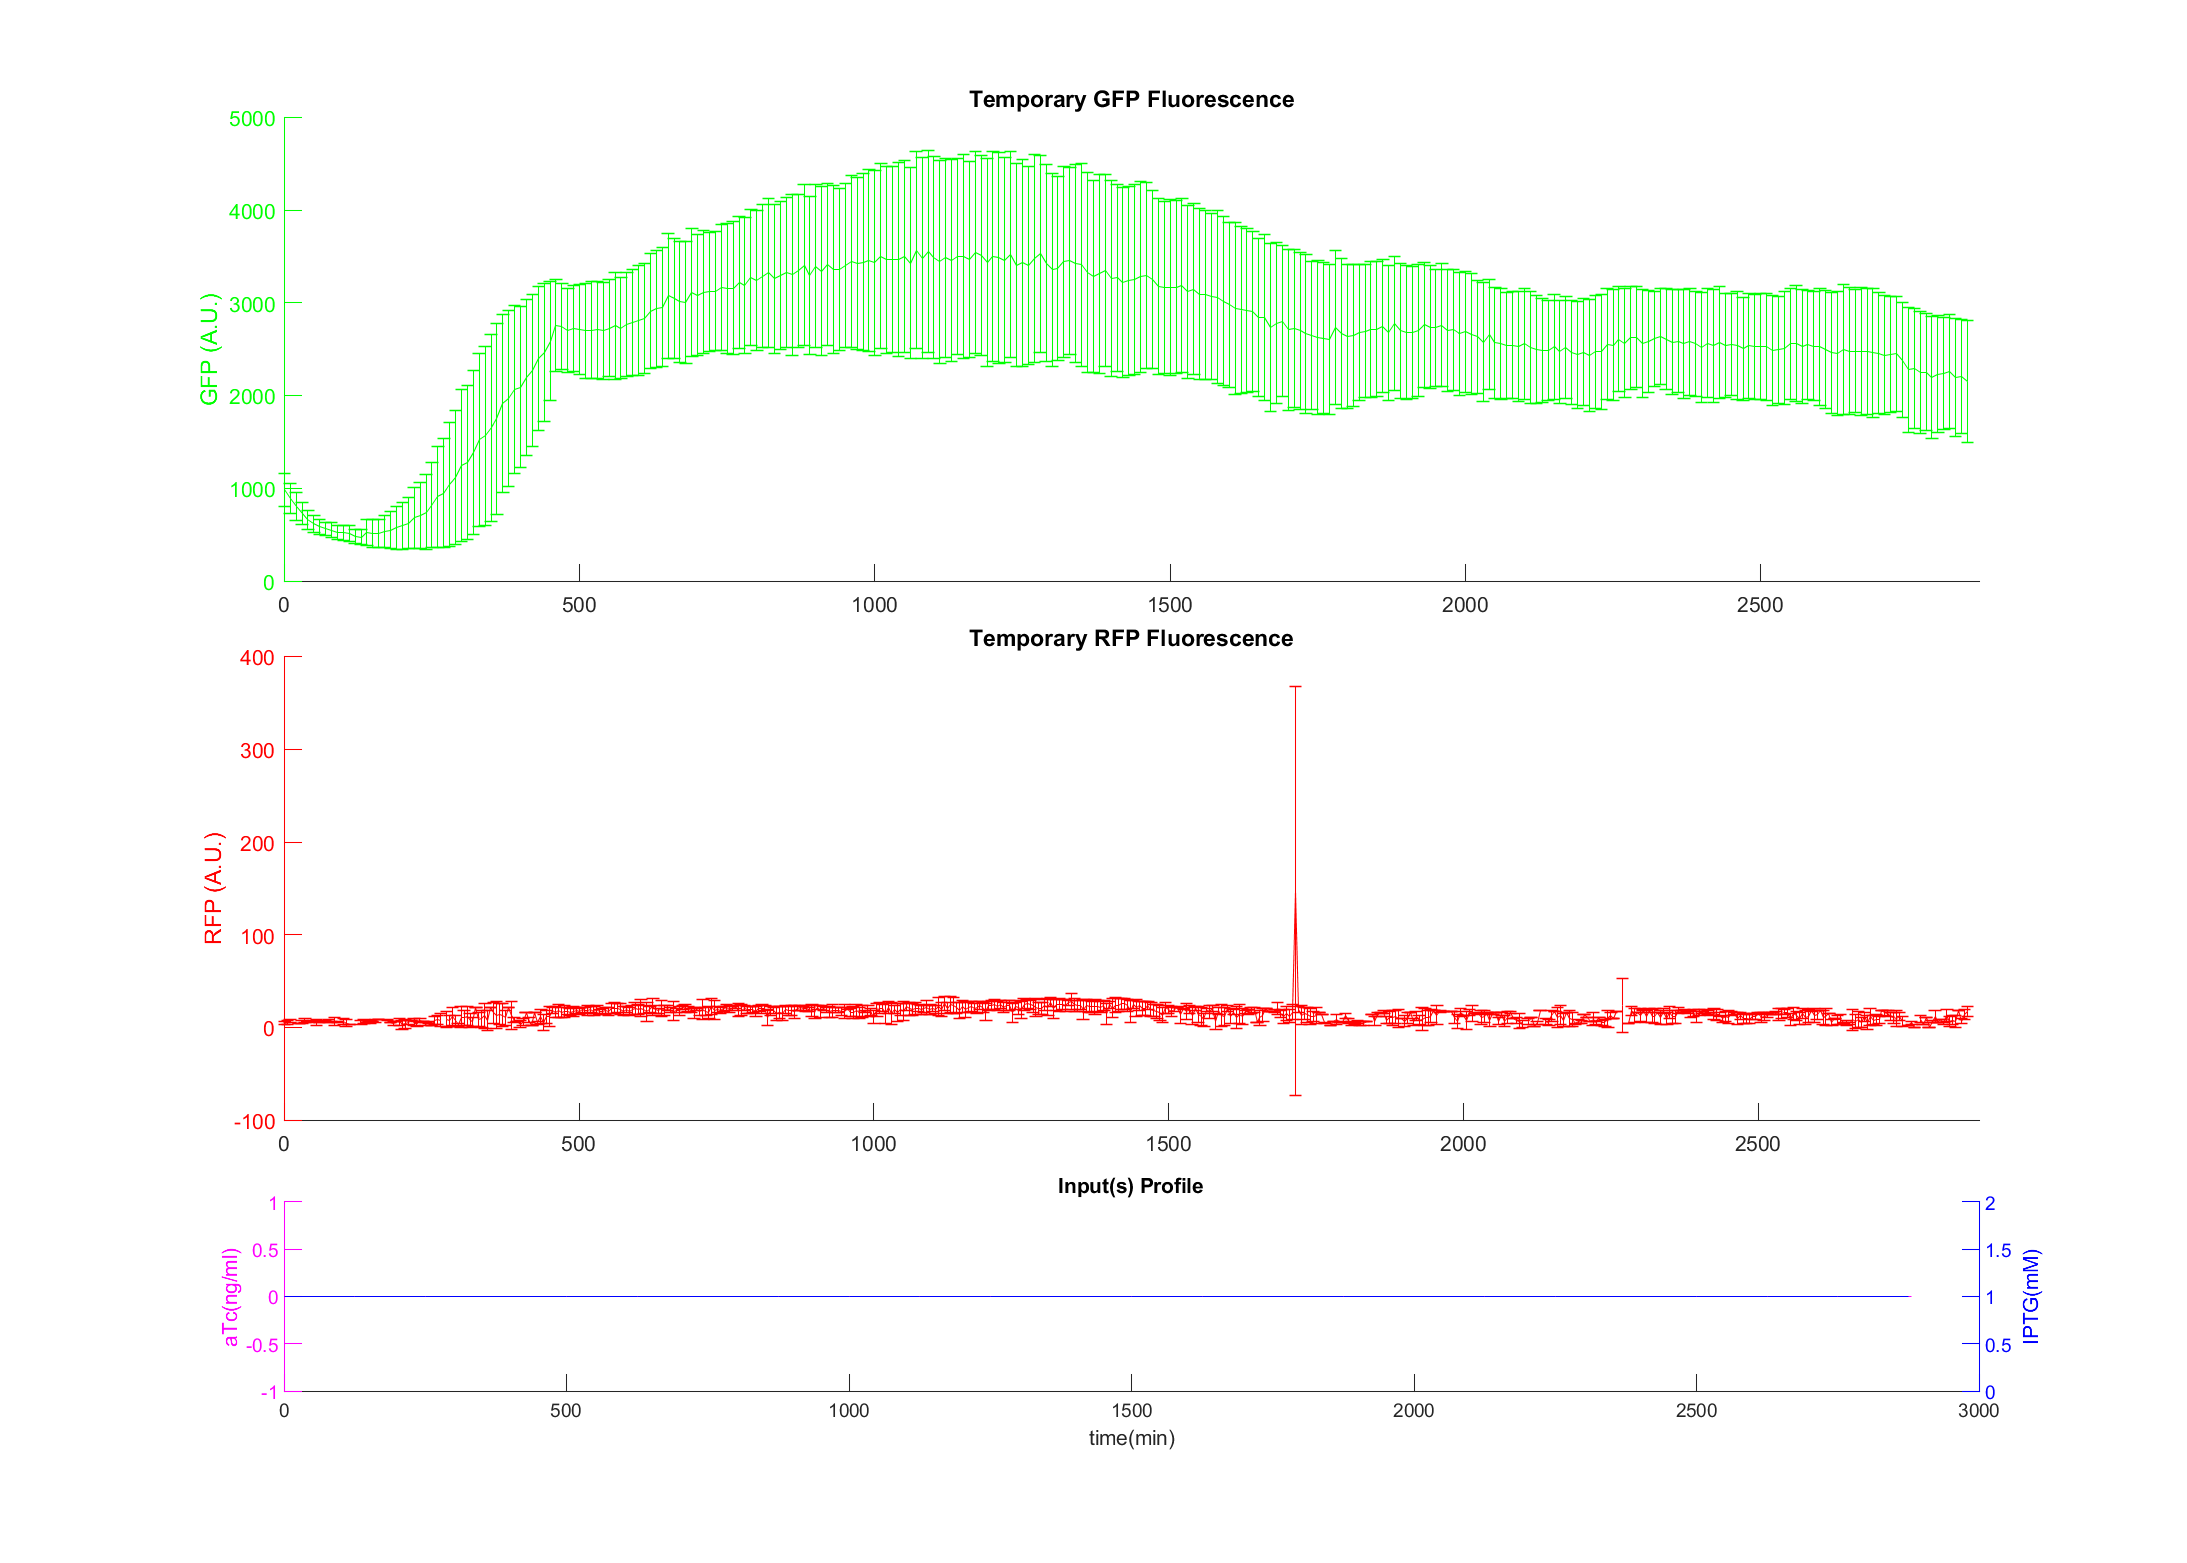 Temporary GFP Fluorescence
5000
4000
3000
2000
1000
0
GFP (A.U.)
0 500 1000 1500 2000 2500
Temporary RFP Fluorescence
400
300
200
100
0
-100
RFP (A.U.)
0 500 1000 1500 2000 2500
Input(s) Profile
1
0.5
0
-0.5
-1
aTc(ng/ml)
2
1.5
1
0.5
0
IPTG(mM)
0 500 1000 1500 2000 2500 3000
time(min)